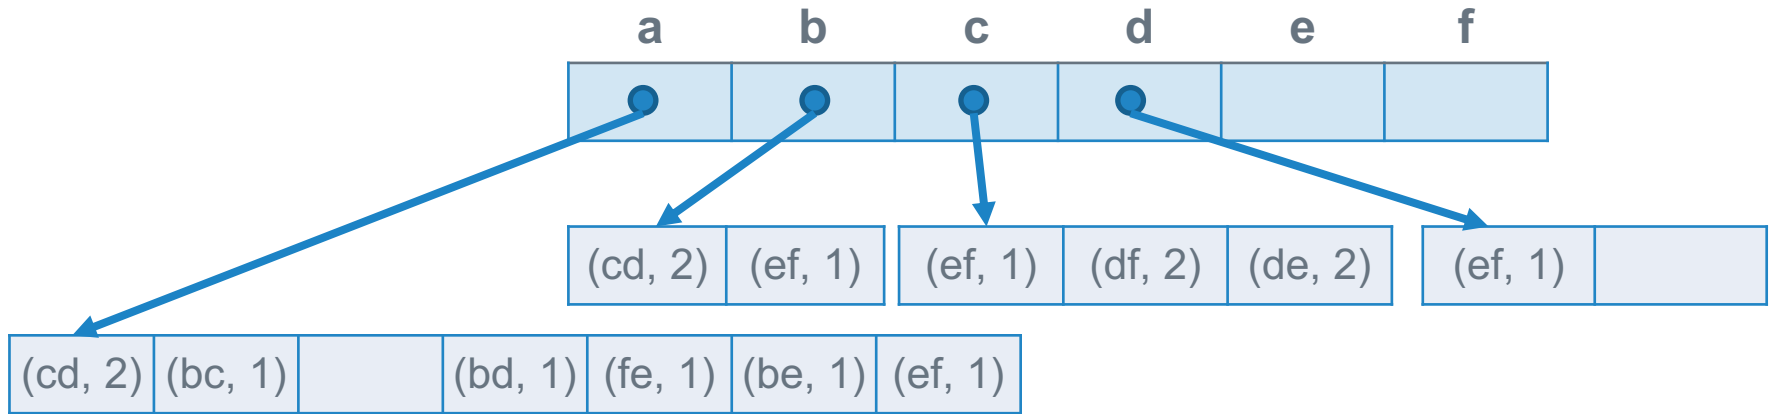 a b c d e f
(cd, 2) (ef, 1) (ef, 1) (df, 2) (de, 2) (ef, 1)
(cd, 2) (bc, 1) (bd, 1) (fe, 1) (be, 1) (ef, 1)